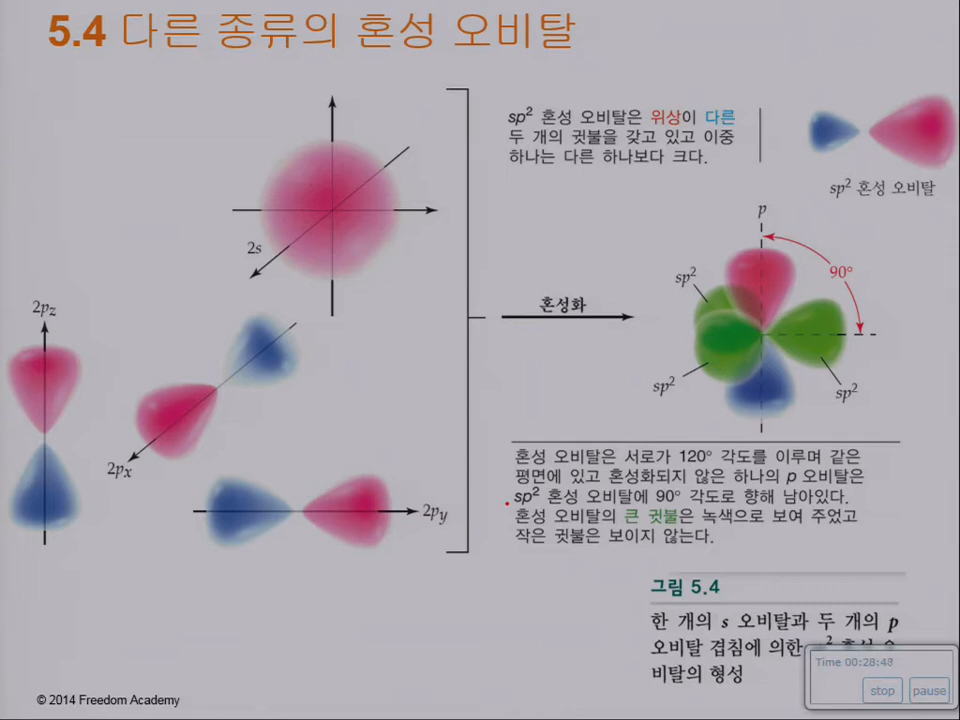 5.4 다른 종류의 혼성 오비탈
sp² 혼성 오비탈은 위상이 다른
두 개의 귓불을 갖고 있고 이중
하나는 다른 하나보다 크다.
sp² 혼성 오비탈
2s
2pz
2px
2py
혼성화
p
90°
sp²
sp²
sp²
혼성 오비탈은 서로가 120° 각도를 이루며 같은
평면에 있고 혼성화되지 않은 하나의 p 오비탈은
sp² 혼성 오비탈에 90° 각도로 향해 남아있다.
혼성 오비탈의 큰 귓불은 녹색으로 보여 주었고
작은 귓불은 보이지 않는다.
그림 5.4
한 개의 s 오비탈과 두 개의 p
오비탈 겹침에 의한
비탈의 형성
Time 00:28:48
stop pause
© 2014 Freedom Academy